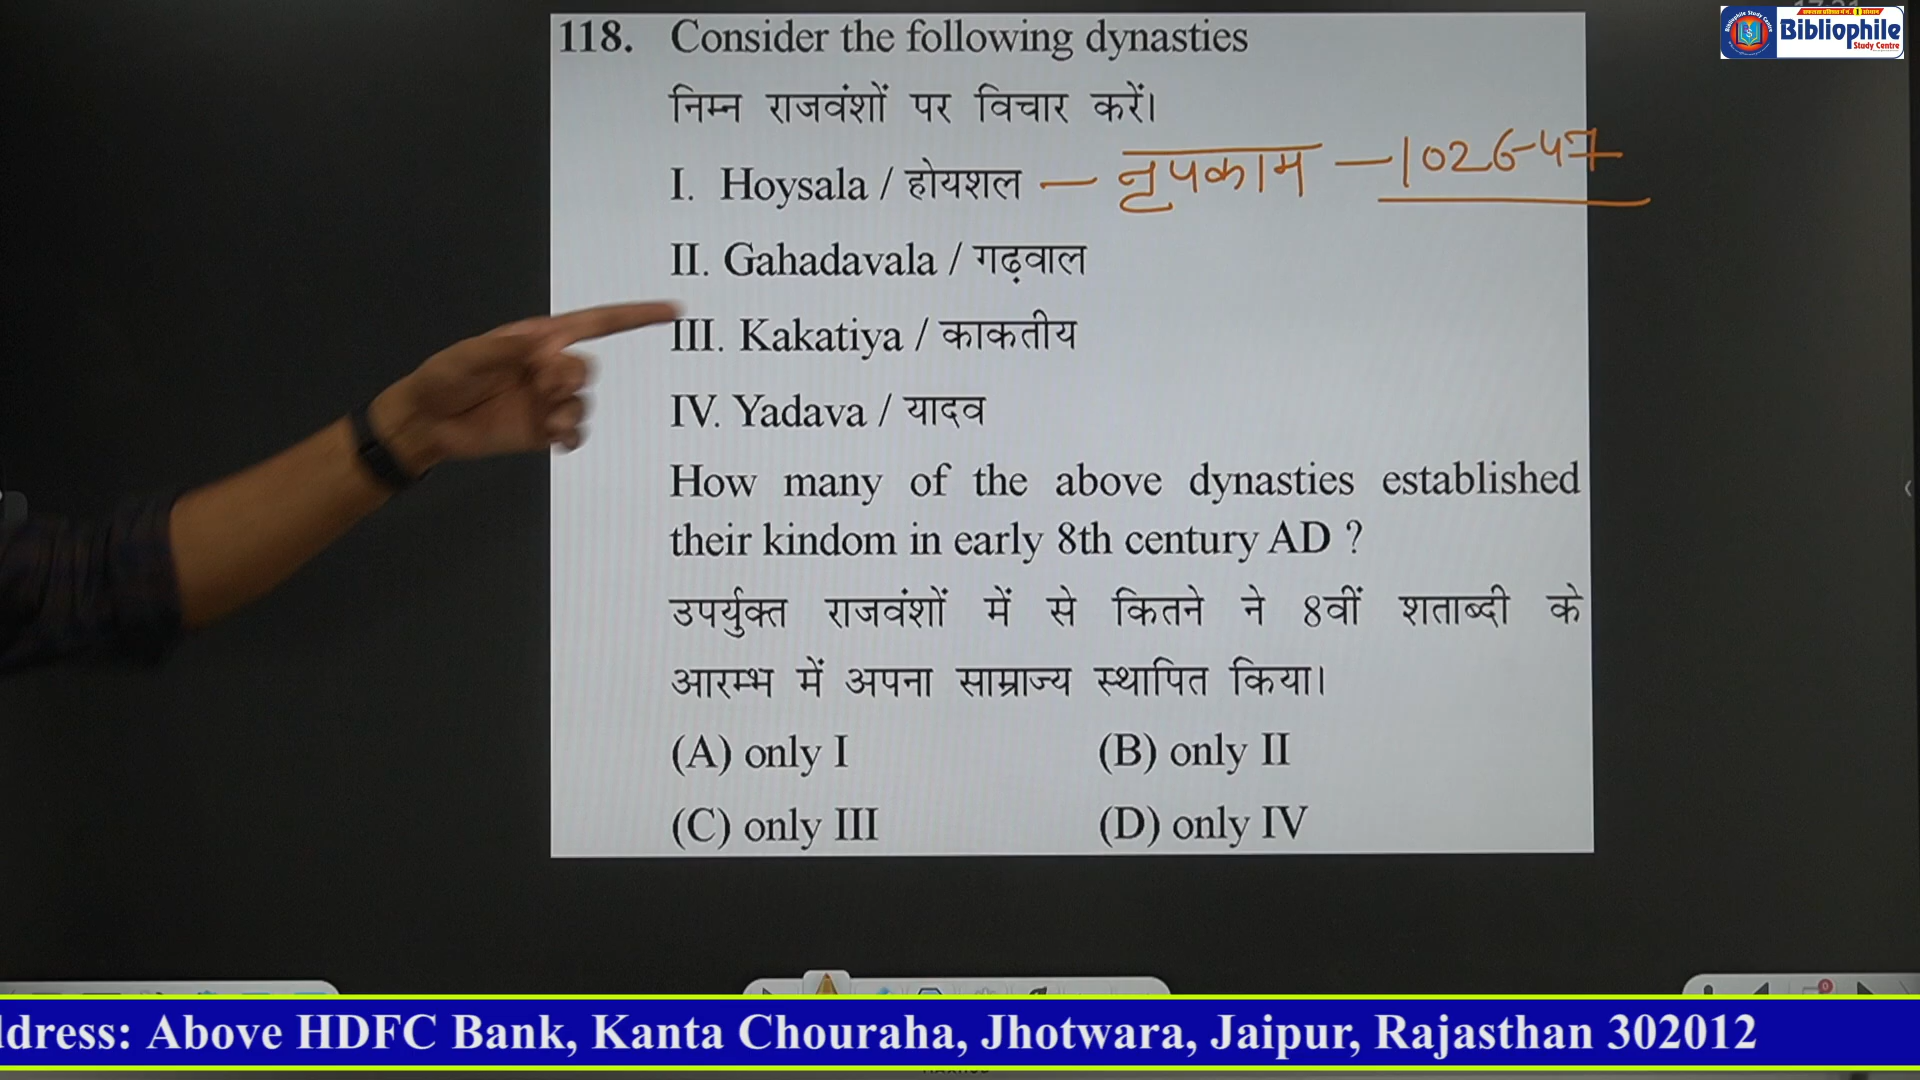 118. Consider the following dynasties
निम्न राजवंशों पर विचार करें।
I. Hoysala / होयशल — नृपकाम — 1026-47
II. Gahadavala / गढ़वाल
III. Kakatiya / काकतीय
IV. Yadava / यादव
How many of the above dynasties established
their kindom in early 8th century AD ?
उपर्युक्त राजवंशों में से कितने ने 8वीं शताब्दी के
आरम्भ में अपना साम्राज्य स्थापित किया।
(A) only I (B) only II
(C) only III (D) only IV
Bibliophile
Study Centre
ddress: Above HDFC Bank, Kanta Chouraha, Jhotwara, Jaipur, Rajasthan 302012